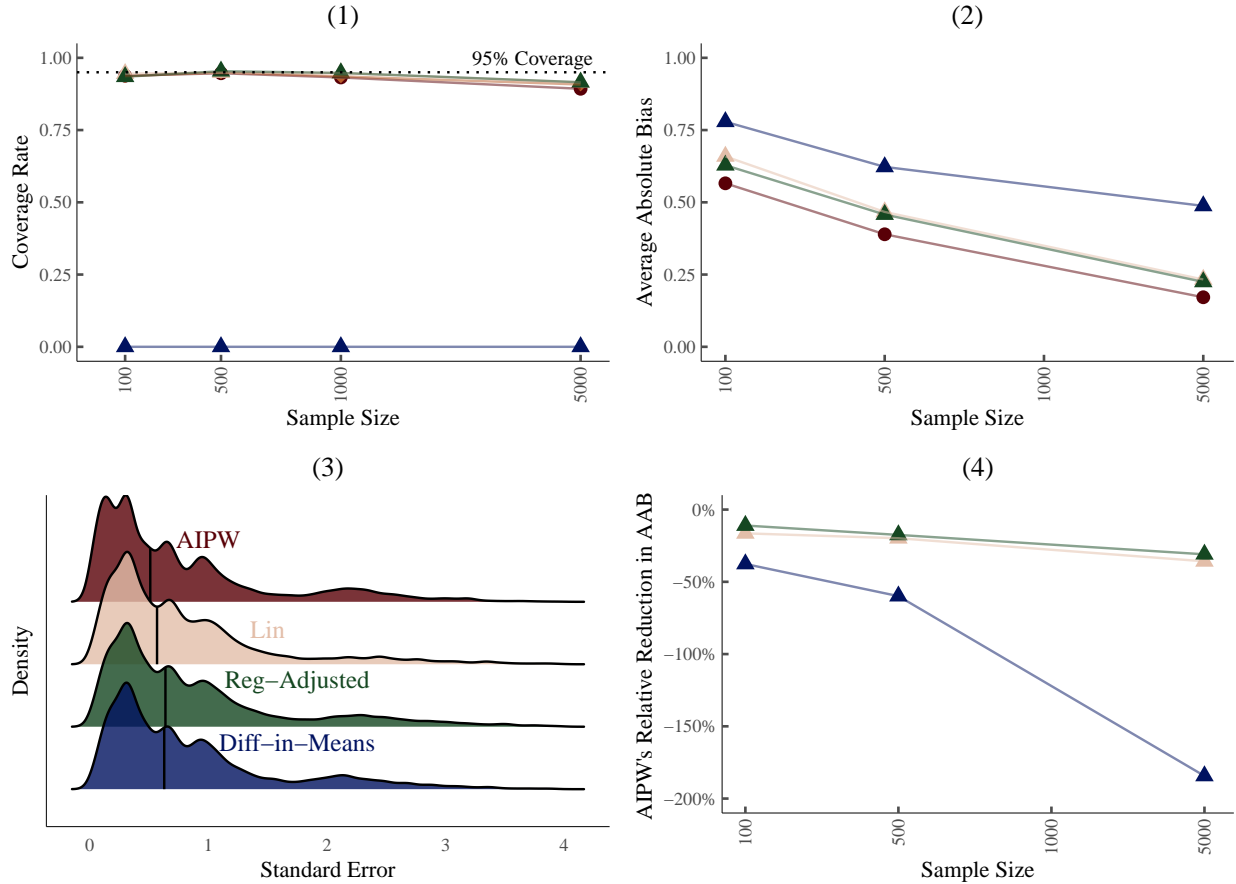 (1)
1.00
0.75
0.50
0.25
0.00
Coverage Rate
95% Coverage
100
500
1000
5000
Sample Size
(2)
1.00
0.75
0.50
0.25
0.00
Average Absolute Bias
100
500
1000
5000
Sample Size
(3)
Density
AIPW
Lin
Reg−Adjusted
Diff−in−Means
0
1
2
3
4
Standard Error
(4)
0%
−50%
−100%
−150%
−200%
AIPW's Relative Reduction in AAB
100
500
1000
5000
Sample Size